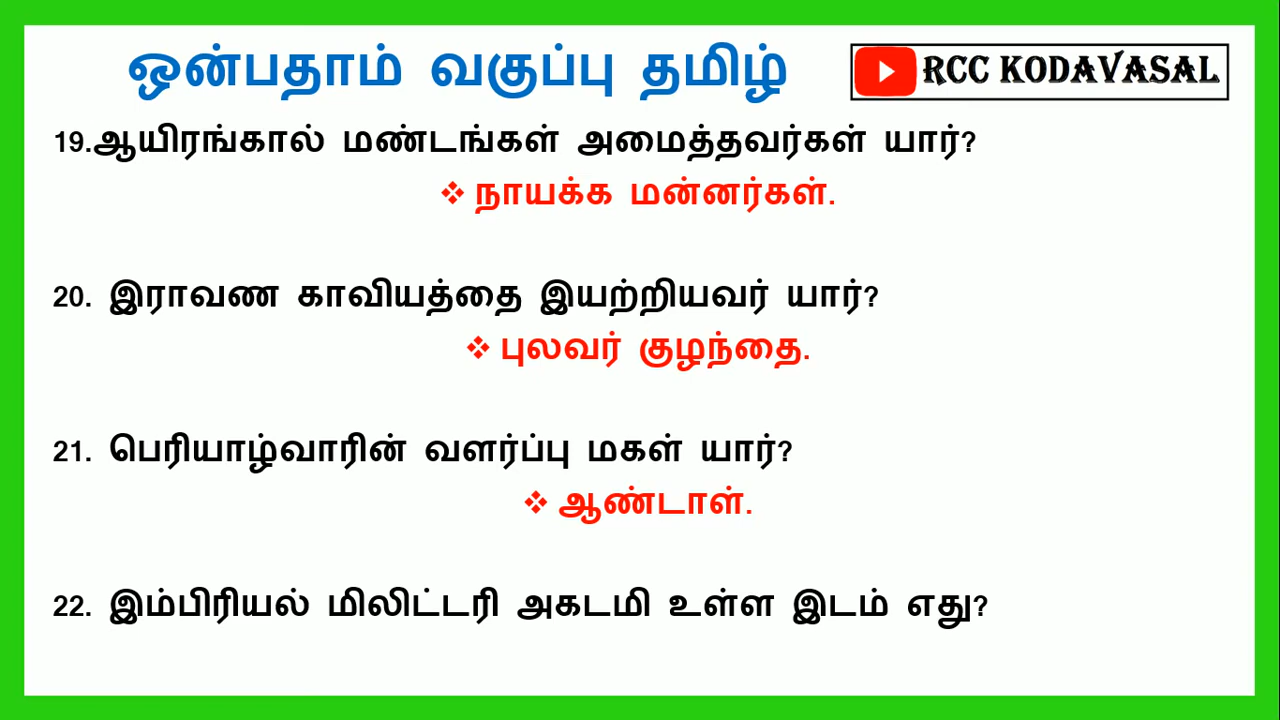 ஒன்பதாம் வகுப்பு தமிழ்
RCC KODAVASAL
19.ஆயிரங்கால் மண்டங்கள் அமைத்தவர்கள் யார்?
❖ நாயக்க மன்னர்கள்.
20. இராவண காவியத்தை இயற்றியவர் யார்?
❖ புலவர் குழந்தை.
21. பெரியாழ்வாரின் வளர்ப்பு மகள் யார்?
❖ ஆண்டாள்.
22. இம்பிரியல் மிலிட்டரி அகடமி உள்ள இடம் எது?